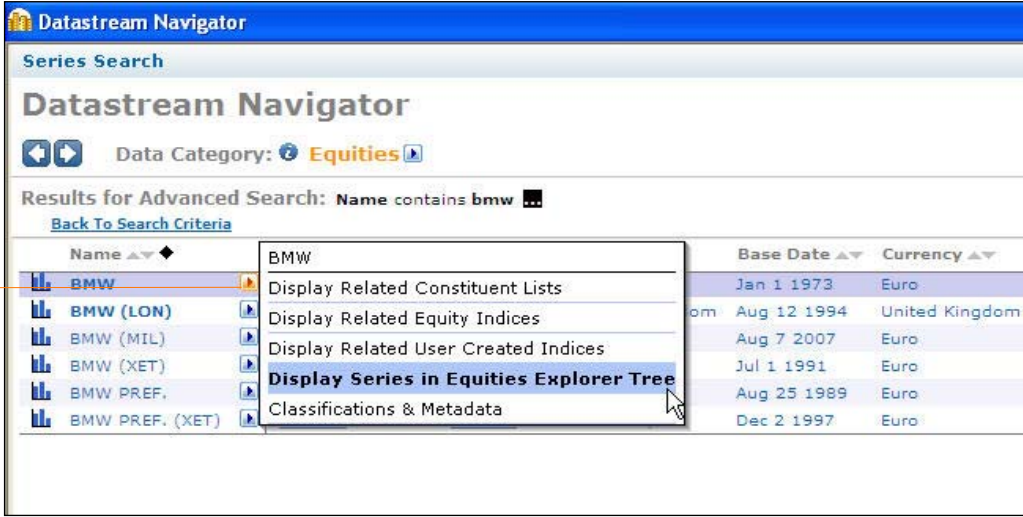 Datastream Navigator
Series Search
Datastream Navigator
Data Category: i Equities
Results for Advanced Search: Name contains bmw ...
Back To Search Criteria
Name Base Date Currency
BMW Jan 1 1973 Euro
BMW (LON) om Aug 12 1994 United Kingdom
BMW (MIL) Aug 7 2007 Euro
BMW (XET) Jul 1 1991 Euro
BMW PREF. Aug 25 1989 Euro
BMW PREF. (XET) Dec 2 1997 Euro
BMW
Display Related Constituent Lists
Display Related Equity Indices
Display Related User Created Indices
Display Series in Equities Explorer Tree
Classifications & Metadata